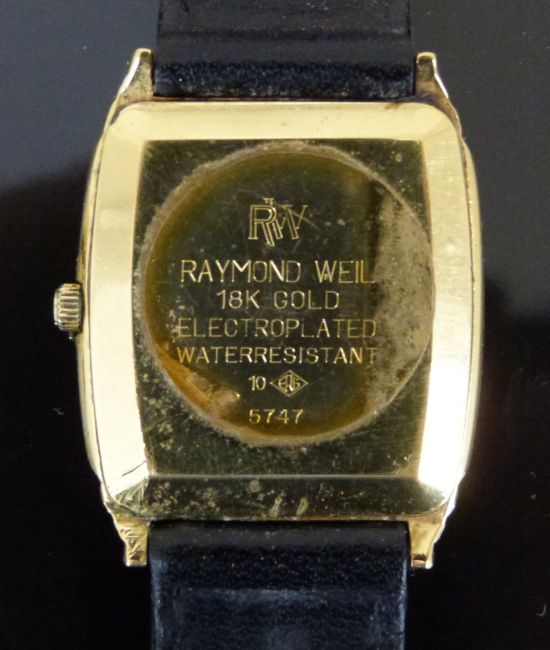 RW
RAYMOND WEIL
18K GOLD
ELECTROPLATED
WATERRESISTANT
10
5747